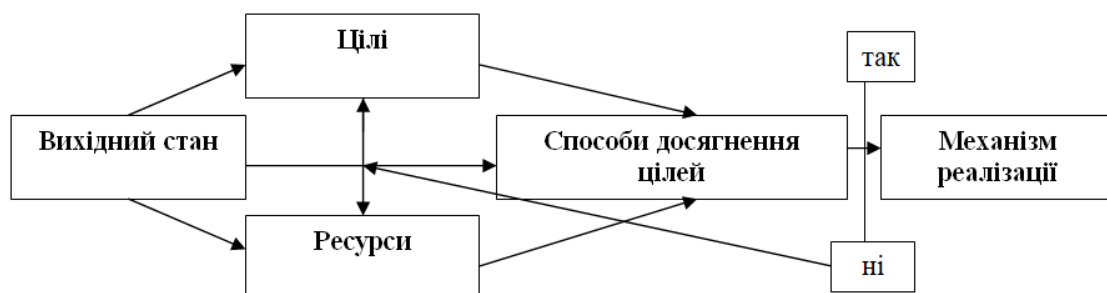 Цілі
так
Вихідний стан
Способи досягнення
цілей
Механізм
реалізації
Ресурси
ні